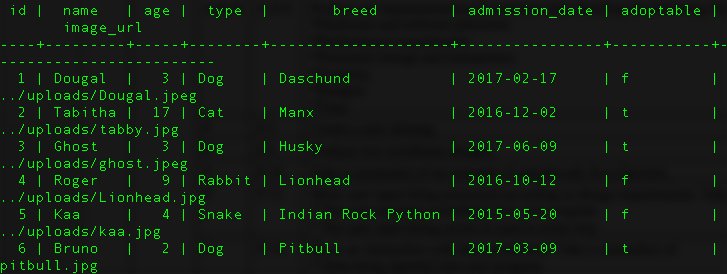 id |  name   | age |  type  |       breed        | admission_date | adoptable |
       image_url
----+---------+-----+--------+--------------------+----------------+-----------+-
-------------------------
  1 | Dougal  |   3 | Dog    | Daschund           | 2017-02-17     | f         |
../uploads/Dougal.jpeg
  2 | Tabitha |  17 | Cat    | Manx               | 2016-12-02     | t         |
../uploads/tabby.jpg
  3 | Ghost   |   3 | Dog    | Husky              | 2017-06-09     | t         |
../uploads/ghost.jpeg
  4 | Roger   |   9 | Rabbit | Lionhead           | 2016-10-12     | f         |
../uploads/Lionhead.jpg
  5 | Kaa     |   4 | Snake  | Indian Rock Python | 2015-05-20     | f         |
../uploads/kaa.jpg
  6 | Bruno   |   2 | Dog    | Pitbull            | 2017-03-09     | t         |
pitbull.jpg